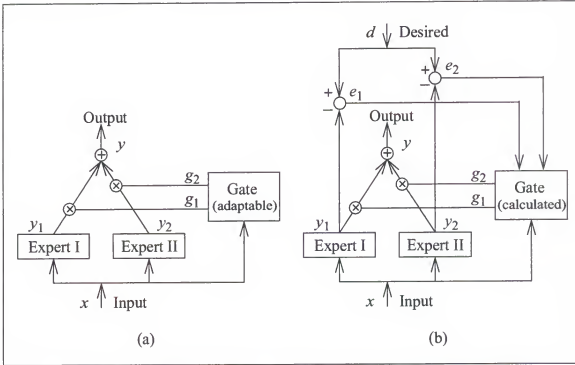 Output
y
g2
g1
Gate
(adaptable)
y1
y2
Expert I
Expert II
x
Input
(a)
d
Desired
+
−
e1
+
−
e2
Output
y
g2
g1
Gate
(calculated)
y1
y2
Expert I
Expert II
x
Input
(b)